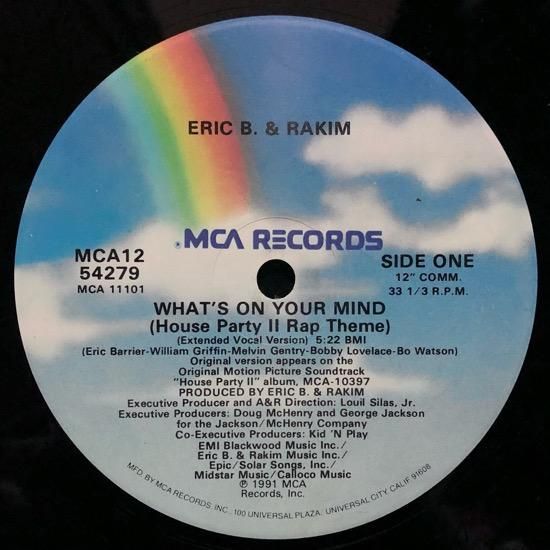 ERIC B. & RAKIM
MCA RECORDS
MCA12
54279
MCA 11101
SIDE ONE
12" COMM.
33 1/3 R.P.M.
WHAT'S ON YOUR MIND
(House Party II Rap Theme)
(Extended Vocal Version) 5:22 BMI
(Eric Barrier-William Griffin-Melvin Gentry-Bobby Lovelace-Bo Watson)
Original version appears on the
Original Motion Picture Soundtrack
"House Party II" album, MCA-10397
PRODUCED BY ERIC B. & RAKIM
Executive Producer and A&R Direction: Louil Silas, Jr.
Executive Producers: Doug McHenry and George Jackson
for the Jackson/McHenry Company
Co-Executive Producers: Kid 'N Play
EMI Blackwood Music Inc./
Eric B. & Rakim Music Inc./
Epic/Solar Songs, Inc./
Midstar Music/Calloco Music
℗ 1991 MCA
Records, Inc.
MFD. BY MCA RECORDS, INC., 100 UNIVERSAL PLAZA, UNIVERSAL CITY, CALIF. 91608